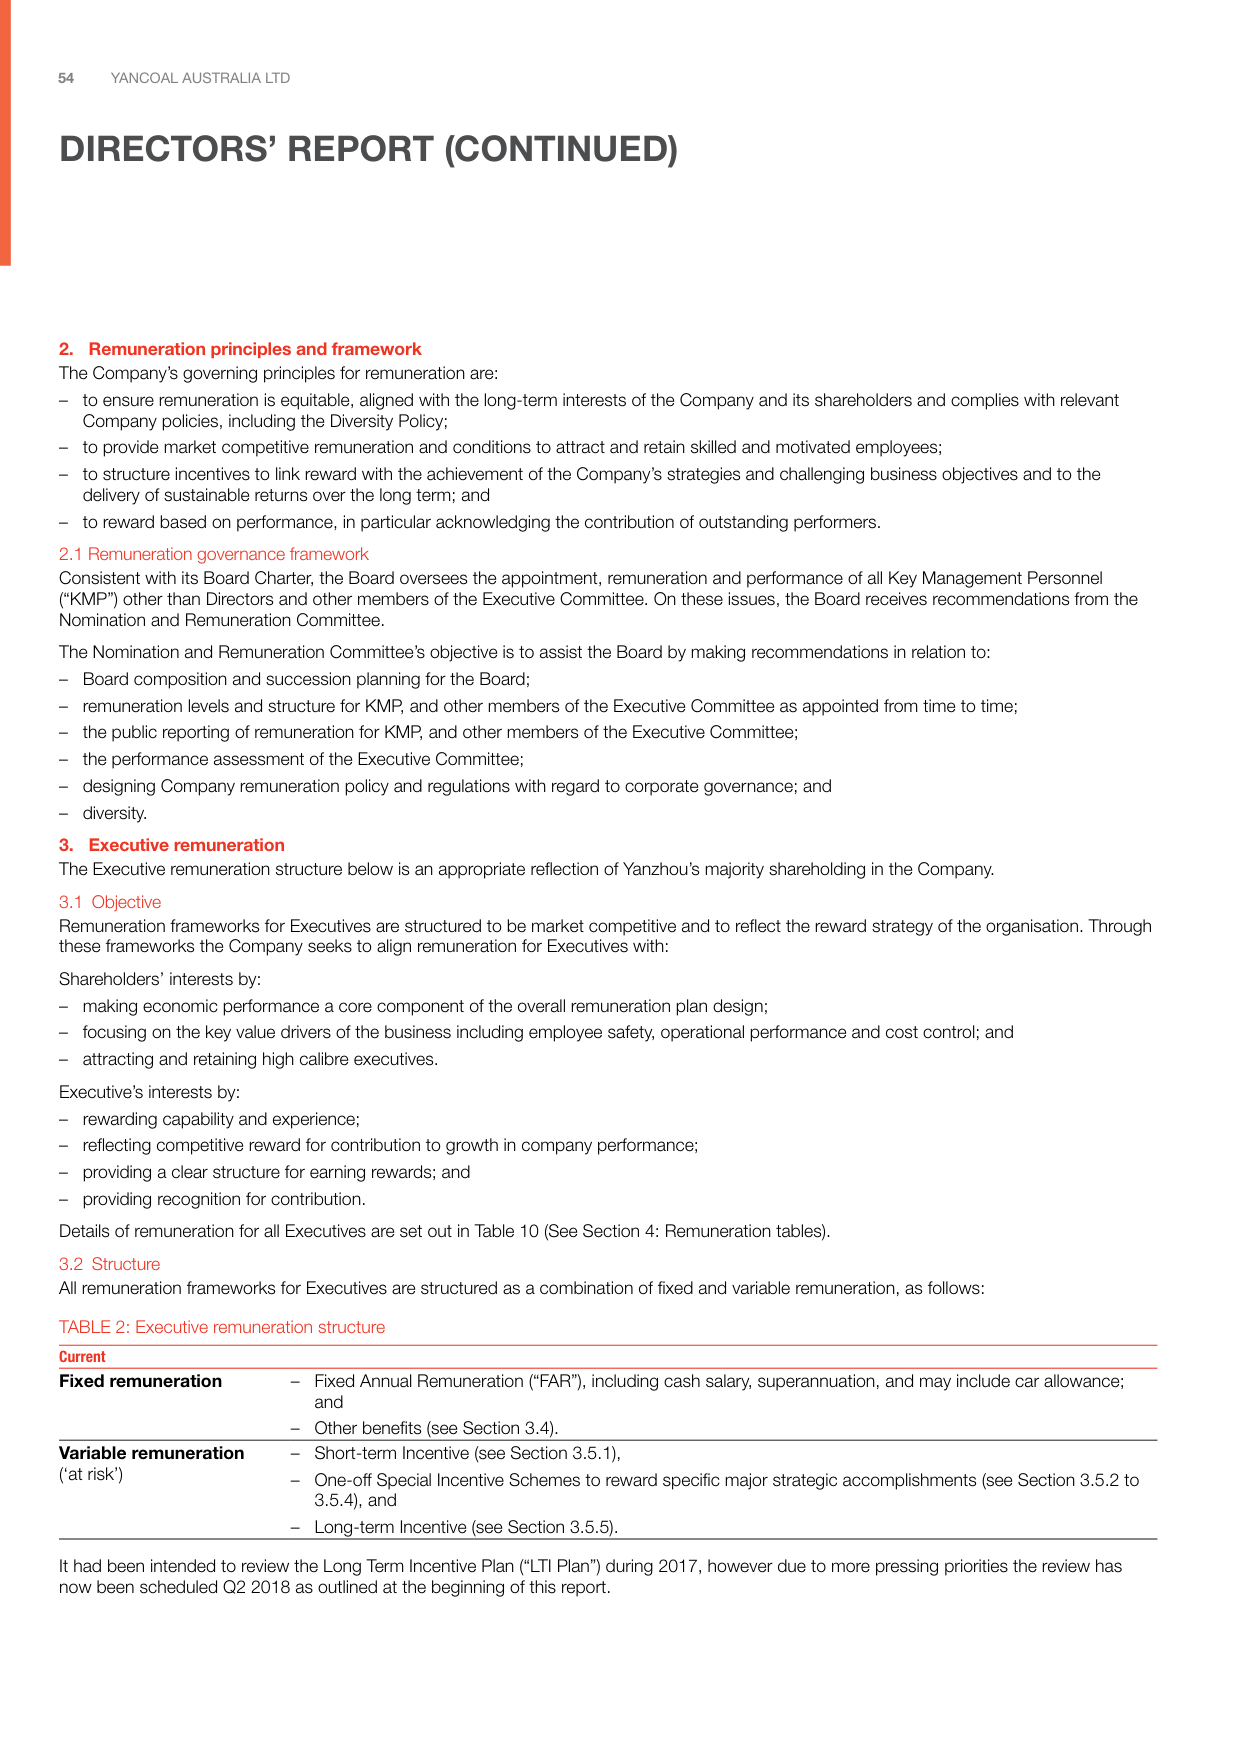 54 YANCOAL AUSTRALIA LTD
DIRECTORS’ REPORT (CONTINUED)
2. Remuneration principles and framework
The Company’s governing principles for remuneration are:
– to ensure remuneration is equitable, aligned with the long-term interests of the Company and its shareholders and complies with relevant
Company policies, including the Diversity Policy;
– to provide market competitive remuneration and conditions to attract and retain skilled and motivated employees;
– to structure incentives to link reward with the achievement of the Company’s strategies and challenging business objectives and to the
delivery of sustainable returns over the long term; and
– to reward based on performance, in particular acknowledging the contribution of outstanding performers.
2.1 Remuneration governance framework
Consistent with its Board Charter, the Board oversees the appointment, remuneration and performance of all Key Management Personnel
(“KMP”) other than Directors and other members of the Executive Committee. On these issues, the Board receives recommendations from the
Nomination and Remuneration Committee.
The Nomination and Remuneration Committee’s objective is to assist the Board by making recommendations in relation to:
– Board composition and succession planning for the Board;
– remuneration levels and structure for KMP, and other members of the Executive Committee as appointed from time to time;
– the public reporting of remuneration for KMP, and other members of the Executive Committee;
– the performance assessment of the Executive Committee;
– designing Company remuneration policy and regulations with regard to corporate governance; and
– diversity.
3. Executive remuneration
The Executive remuneration structure below is an appropriate reflection of Yanzhou’s majority shareholding in the Company.
3.1 Objective
Remuneration frameworks for Executives are structured to be market competitive and to reflect the reward strategy of the organisation. Through
these frameworks the Company seeks to align remuneration for Executives with:
Shareholders’ interests by:
– making economic performance a core component of the overall remuneration plan design;
– focusing on the key value drivers of the business including employee safety, operational performance and cost control; and
– attracting and retaining high calibre executives.
Executive’s interests by:
– rewarding capability and experience;
– reflecting competitive reward for contribution to growth in company performance;
– providing a clear structure for earning rewards; and
– providing recognition for contribution.
Details of remuneration for all Executives are set out in Table 10 (See Section 4: Remuneration tables).
3.2 Structure
All remuneration frameworks for Executives are structured as a combination of fixed and variable remuneration, as follows:
TABLE 2: Executive remuneration structure
Current
Fixed remuneration – Fixed Annual Remuneration (“FAR”), including cash salary, superannuation, and may include car allowance;
and
– Other benefits (see Section 3.4).
Variable remuneration – Short-term Incentive (see Section 3.5.1),
(‘at risk’) – One-off Special Incentive Schemes to reward specific major strategic accomplishments (see Section 3.5.2 to
3.5.4), and
– Long-term Incentive (see Section 3.5.5).
It had been intended to review the Long Term Incentive Plan (“LTI Plan”) during 2017, however due to more pressing priorities the review has
now been scheduled Q2 2018 as outlined at the beginning of this report.